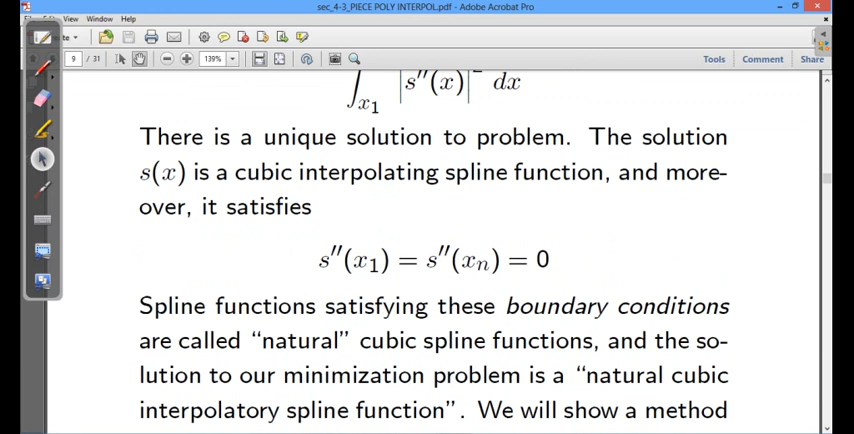 sec_4-3_PIECE POLY INTERPOL.pdf - Adobe Acrobat Pro
View Window Help
9 / 31 139% Tools Comment Share
∫x₁ |s″(x)| dx
There is a unique solution to problem. The solution
s(x) is a cubic interpolating spline function, and more-
over, it satisfies
s″(x₁) = s″(xₙ) = 0
Spline functions satisfying these boundary conditions
are called “natural” cubic spline functions, and the so-
lution to our minimization problem is a “natural cubic
interpolatory spline function”. We will show a method